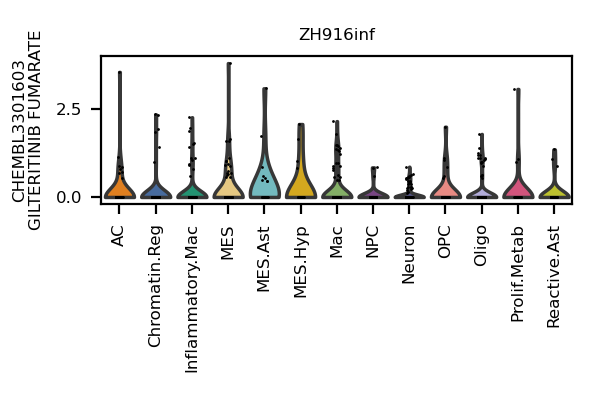 ZH916inf
CHEMBL3301603
GILTERITINIB FUMARATE
2.5
0.0
AC
Chromatin.Reg
Inflammatory.Mac
MES
MES.Ast
MES.Hyp
Mac
NPC
Neuron
OPC
Oligo
Prolif.Metab
Reactive.Ast